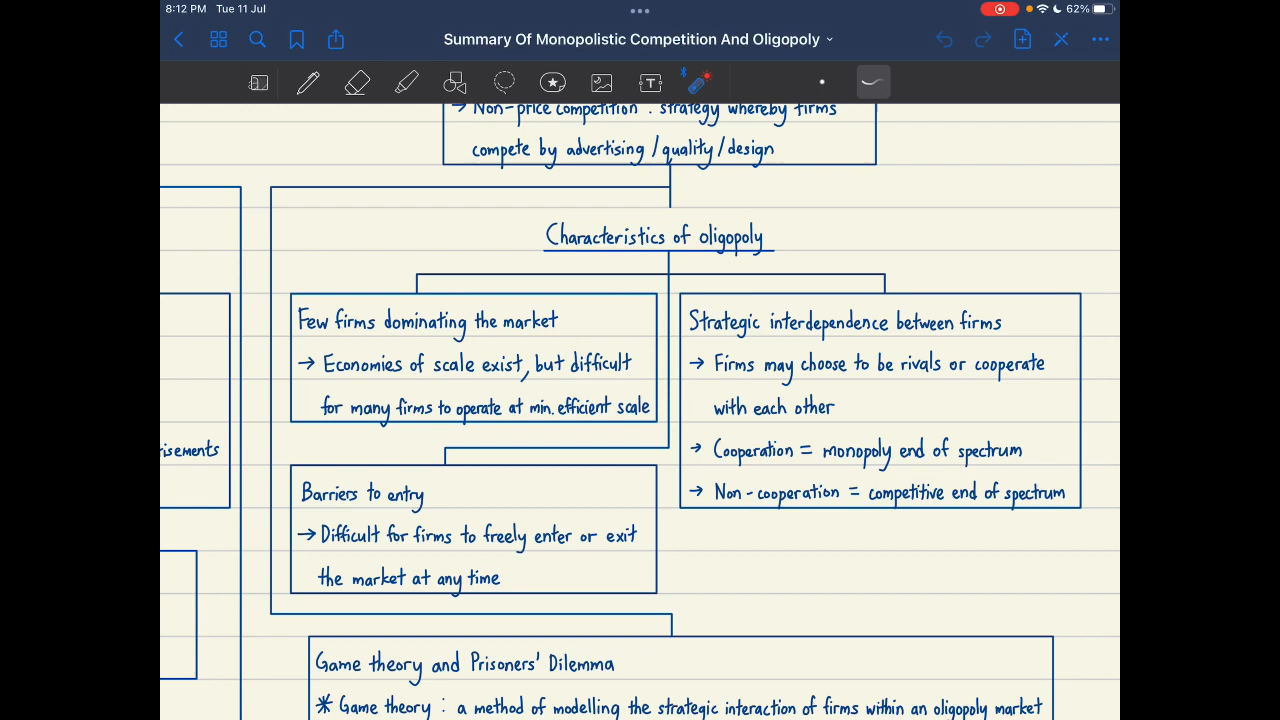 8:12 PM Tue 11 Jul
62%
Summary Of Monopolistic Competition And Oligopoly
→ Non-price competition : strategy whereby firms
compete by advertising / quality / design
Characteristics of oligopoly
Few firms dominating the market
→ Economies of scale exist, but difficult
for many firms to operate at min. efficient scale
Strategic interdependence between firms
→ Firms may choose to be rivals or cooperate
with each other
→ Cooperation = monopoly end of spectrum
→ Non-cooperation = competitive end of spectrum
isements
Barriers to entry
→ Difficult for firms to freely enter or exit
the market at any time
Game theory and Prisoners' Dilemma
* Game theory : a method of modelling the strategic interaction of firms within an oligopoly market